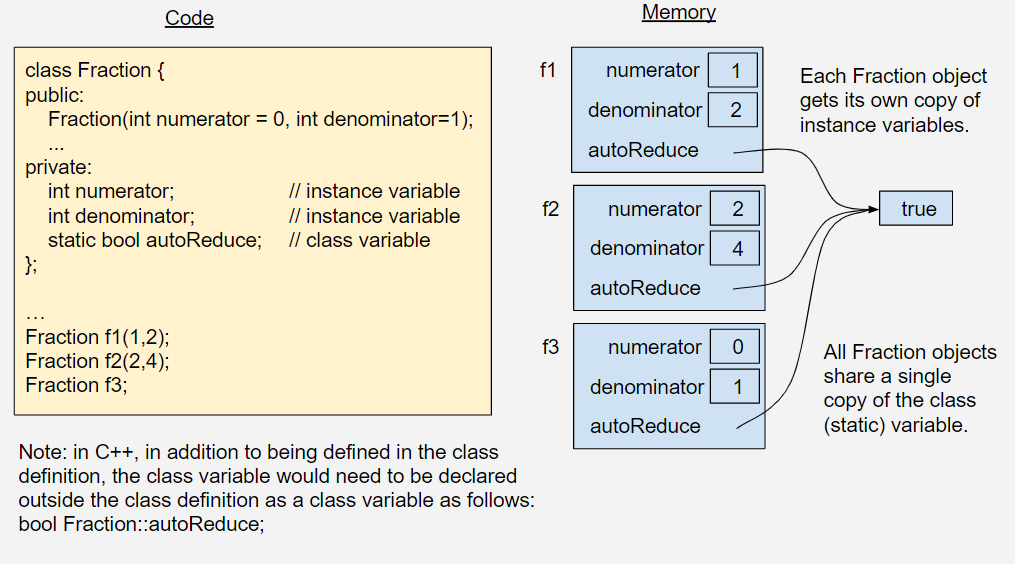 Code
class Fraction {
public:
Fraction(int numerator = 0, int denominator=1);
...
private:
int numerator; // instance variable
int denominator; // instance variable
static bool autoReduce; // class variable
};
…
Fraction f1(1,2);
Fraction f2(2,4);
Fraction f3;
Note: in C++, in addition to being defined in the class
definition, the class variable would need to be declared
outside the class definition as a class variable as follows:
bool Fraction::autoReduce;
Memory
f1
numerator 1
denominator 2
autoReduce
f2
numerator 2
denominator 4
autoReduce
f3
numerator 0
denominator 1
autoReduce
Each Fraction object
gets its own copy of
instance variables.
true
All Fraction objects
share a single
copy of the class
(static) variable.